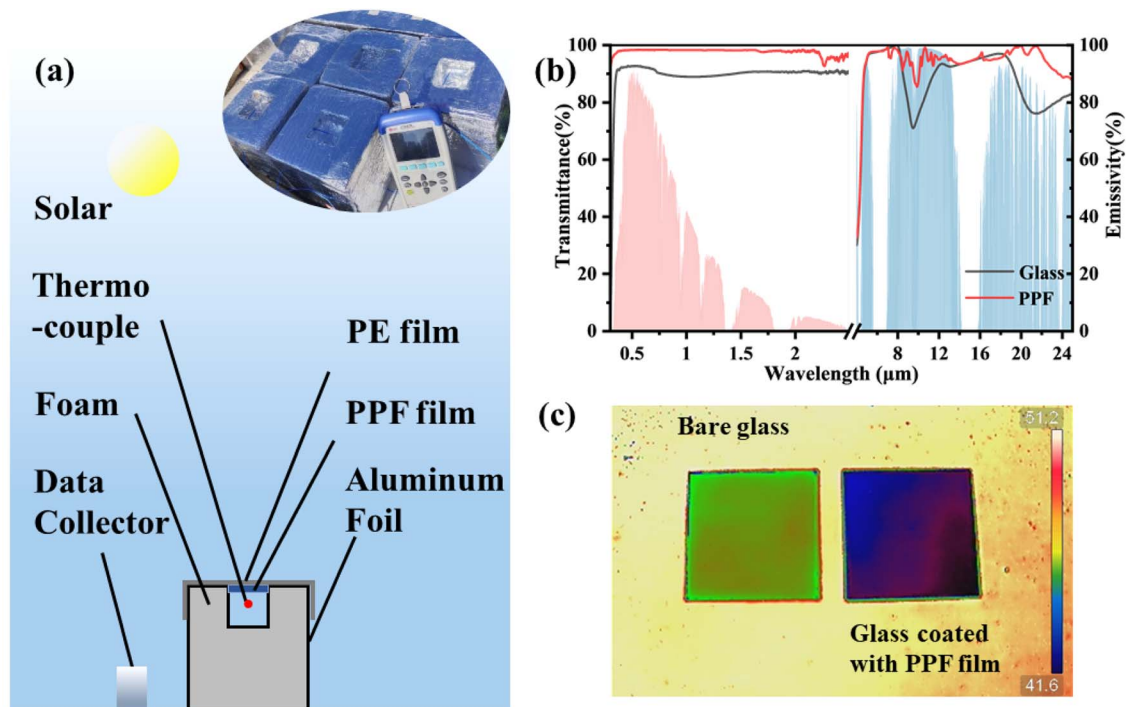 (a)
Solar
Thermo
-couple
Foam
Data
Collector
PE film
PPF film
Aluminum
Foil
(b)
Transmittance(%)
100
80
60
40
20
0
0.5
1
1.5
2
8
12
16
20
24
Wavelength (µm)
Emissivity(%)
100
80
60
40
20
0
Glass
PPF
(c)
Bare glass
51.2
Glass coated
with PPF film
41.6